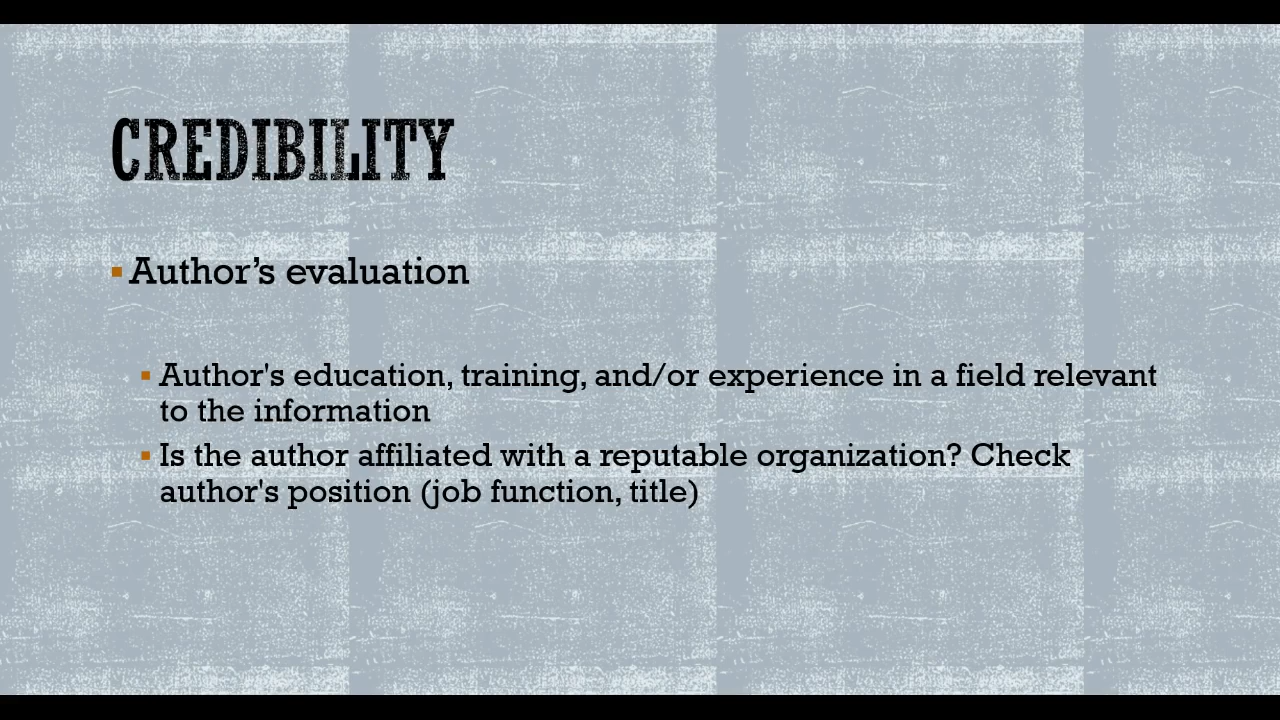 CREDIBILITY
▪ Author’s evaluation
▪ Author's education, training, and/or experience in a field relevant
to the information
▪ Is the author affiliated with a reputable organization? Check
author's position (job function, title)